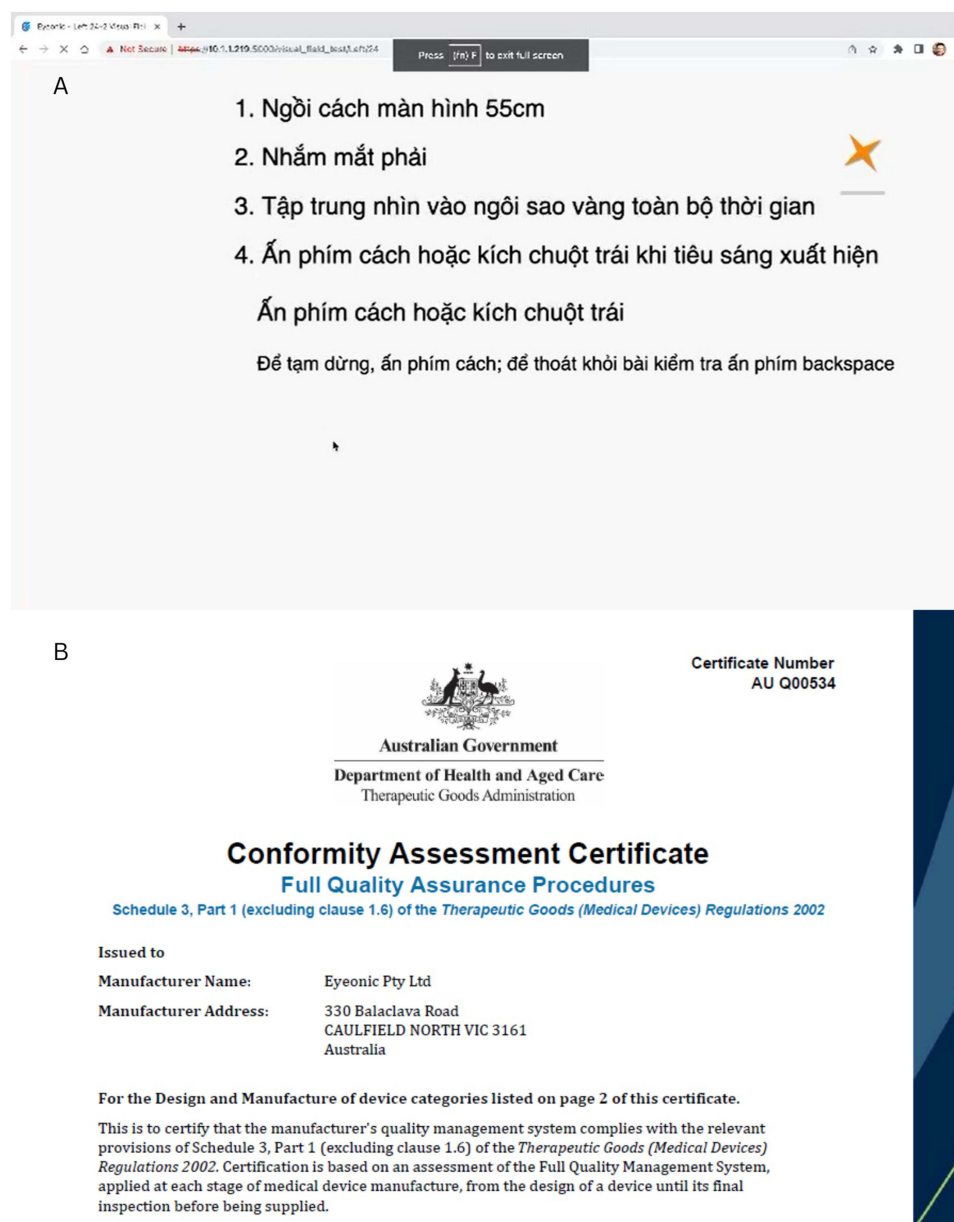 Eyeonic - Left 24-2 Visual Fiel
Not Secure | https://10.1.1.219:5000/visual_field_test/Left/24
Press (fn) F to exit full screen
A
1. Ngồi cách màn hình 55cm
2. Nhắm mắt phải
3. Tập trung nhìn vào ngôi sao vàng toàn bộ thời gian
4. Ấn phím cách hoặc kích chuột trái khi tiêu sáng xuất hiện
Ấn phím cách hoặc kích chuột trái
Để tạm dừng, ấn phím cách; để thoát khỏi bài kiểm tra ấn phím backspace
B
Certificate Number
AU Q00534
Australian Government
Department of Health and Aged Care
Therapeutic Goods Administration
Conformity Assessment Certificate
Full Quality Assurance Procedures
Schedule 3, Part 1 (excluding clause 1.6) of the Therapeutic Goods (Medical Devices) Regulations 2002
Issued to
Manufacturer Name: Eyeonic Pty Ltd
Manufacturer Address: 330 Balaclava Road
CAULFIELD NORTH VIC 3161
Australia
For the Design and Manufacture of device categories listed on page 2 of this certificate.
This is to certify that the manufacturer's quality management system complies with the relevant
provisions of Schedule 3, Part 1 (excluding clause 1.6) of the Therapeutic Goods (Medical Devices)
Regulations 2002. Certification is based on an assessment of the Full Quality Management System,
applied at each stage of medical device manufacture, from the design of a device until its final
inspection before being supplied.